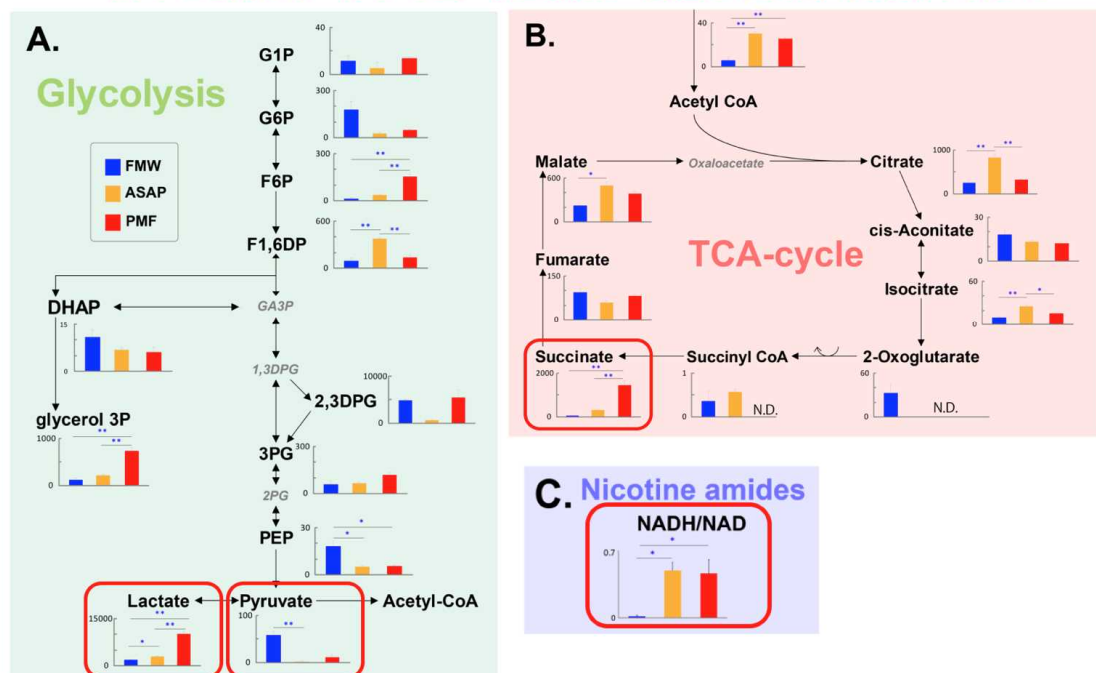 A.
Glycolysis
FMW
ASAP
PMF
G1P
40
0
G6P
300
0
F6P
300
0
**
**
F1,6DP
600
0
**
**
DHAP
15
0
GA3P
1,3DPG
glycerol 3P
1000
0
**
**
2,3DPG
10000
0
3PG
300
0
2PG
PEP
30
0
*
*
Lactate
15000
0
**
**
*
Pyruvate
100
0
**
Acetyl-CoA
B.
TCA-cycle
40
0
**
**
Acetyl CoA
Malate
600
0
*
Oxaloacetate
Citrate
1000
0
**
**
cis-Aconitate
30
0
Isocitrate
60
0
**
*
Fumarate
150
0
Succinate
2000
0
**
**
Succinyl CoA
1
0
N.D.
2-Oxoglutarate
60
0
N.D.
C.
Nicotine amides
NADH/NAD
0.7
0
*
*